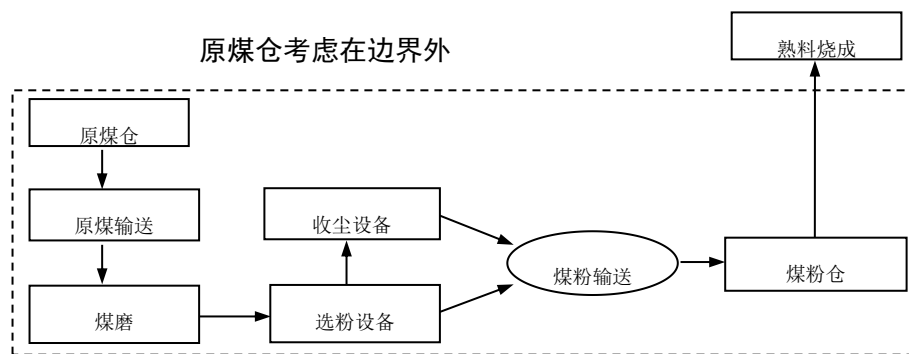 原煤仓考虑在边界外
熟料烧成
原煤仓
原煤输送
收尘设备
煤粉输送
煤粉仓
煤磨
选粉设备